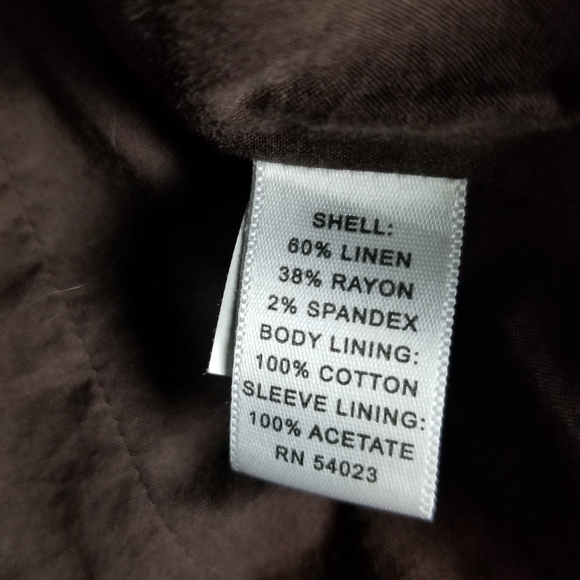 SHELL:
60% LINEN
38% RAYON
2% SPANDEX
BODY LINING:
100% COTTON
SLEEVE LINING:
100% ACETATE
RN 54023